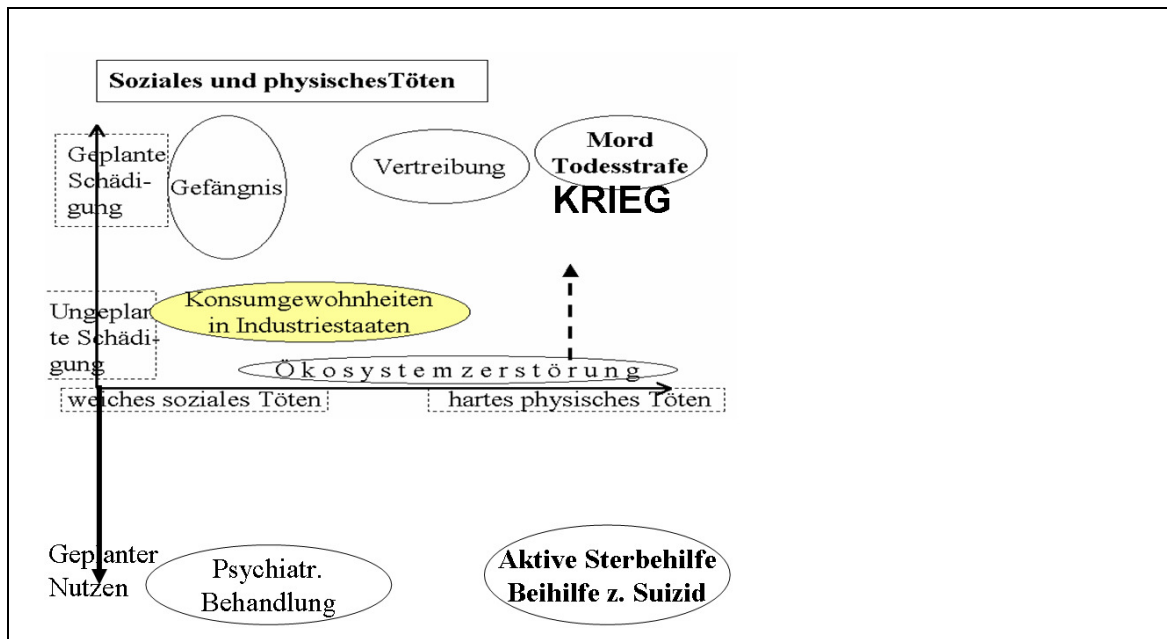 Soziales und physischesTöten
Geplante
Schädi-
gung
Gefängnis
Vertreibung
Mord
Todesstrafe
KRIEG
Ungeplan
te Schädi-
gung
Konsumgewohnheiten
in Industriestaaten
Ökosystemzerstörung
weiches soziales Töten
hartes physisches Töten
Geplanter
Nutzen
Psychiatr.
Behandlung
Aktive Sterbehilfe
Beihilfe z. Suizid